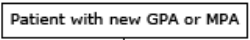 Patient with new GPA or MPA